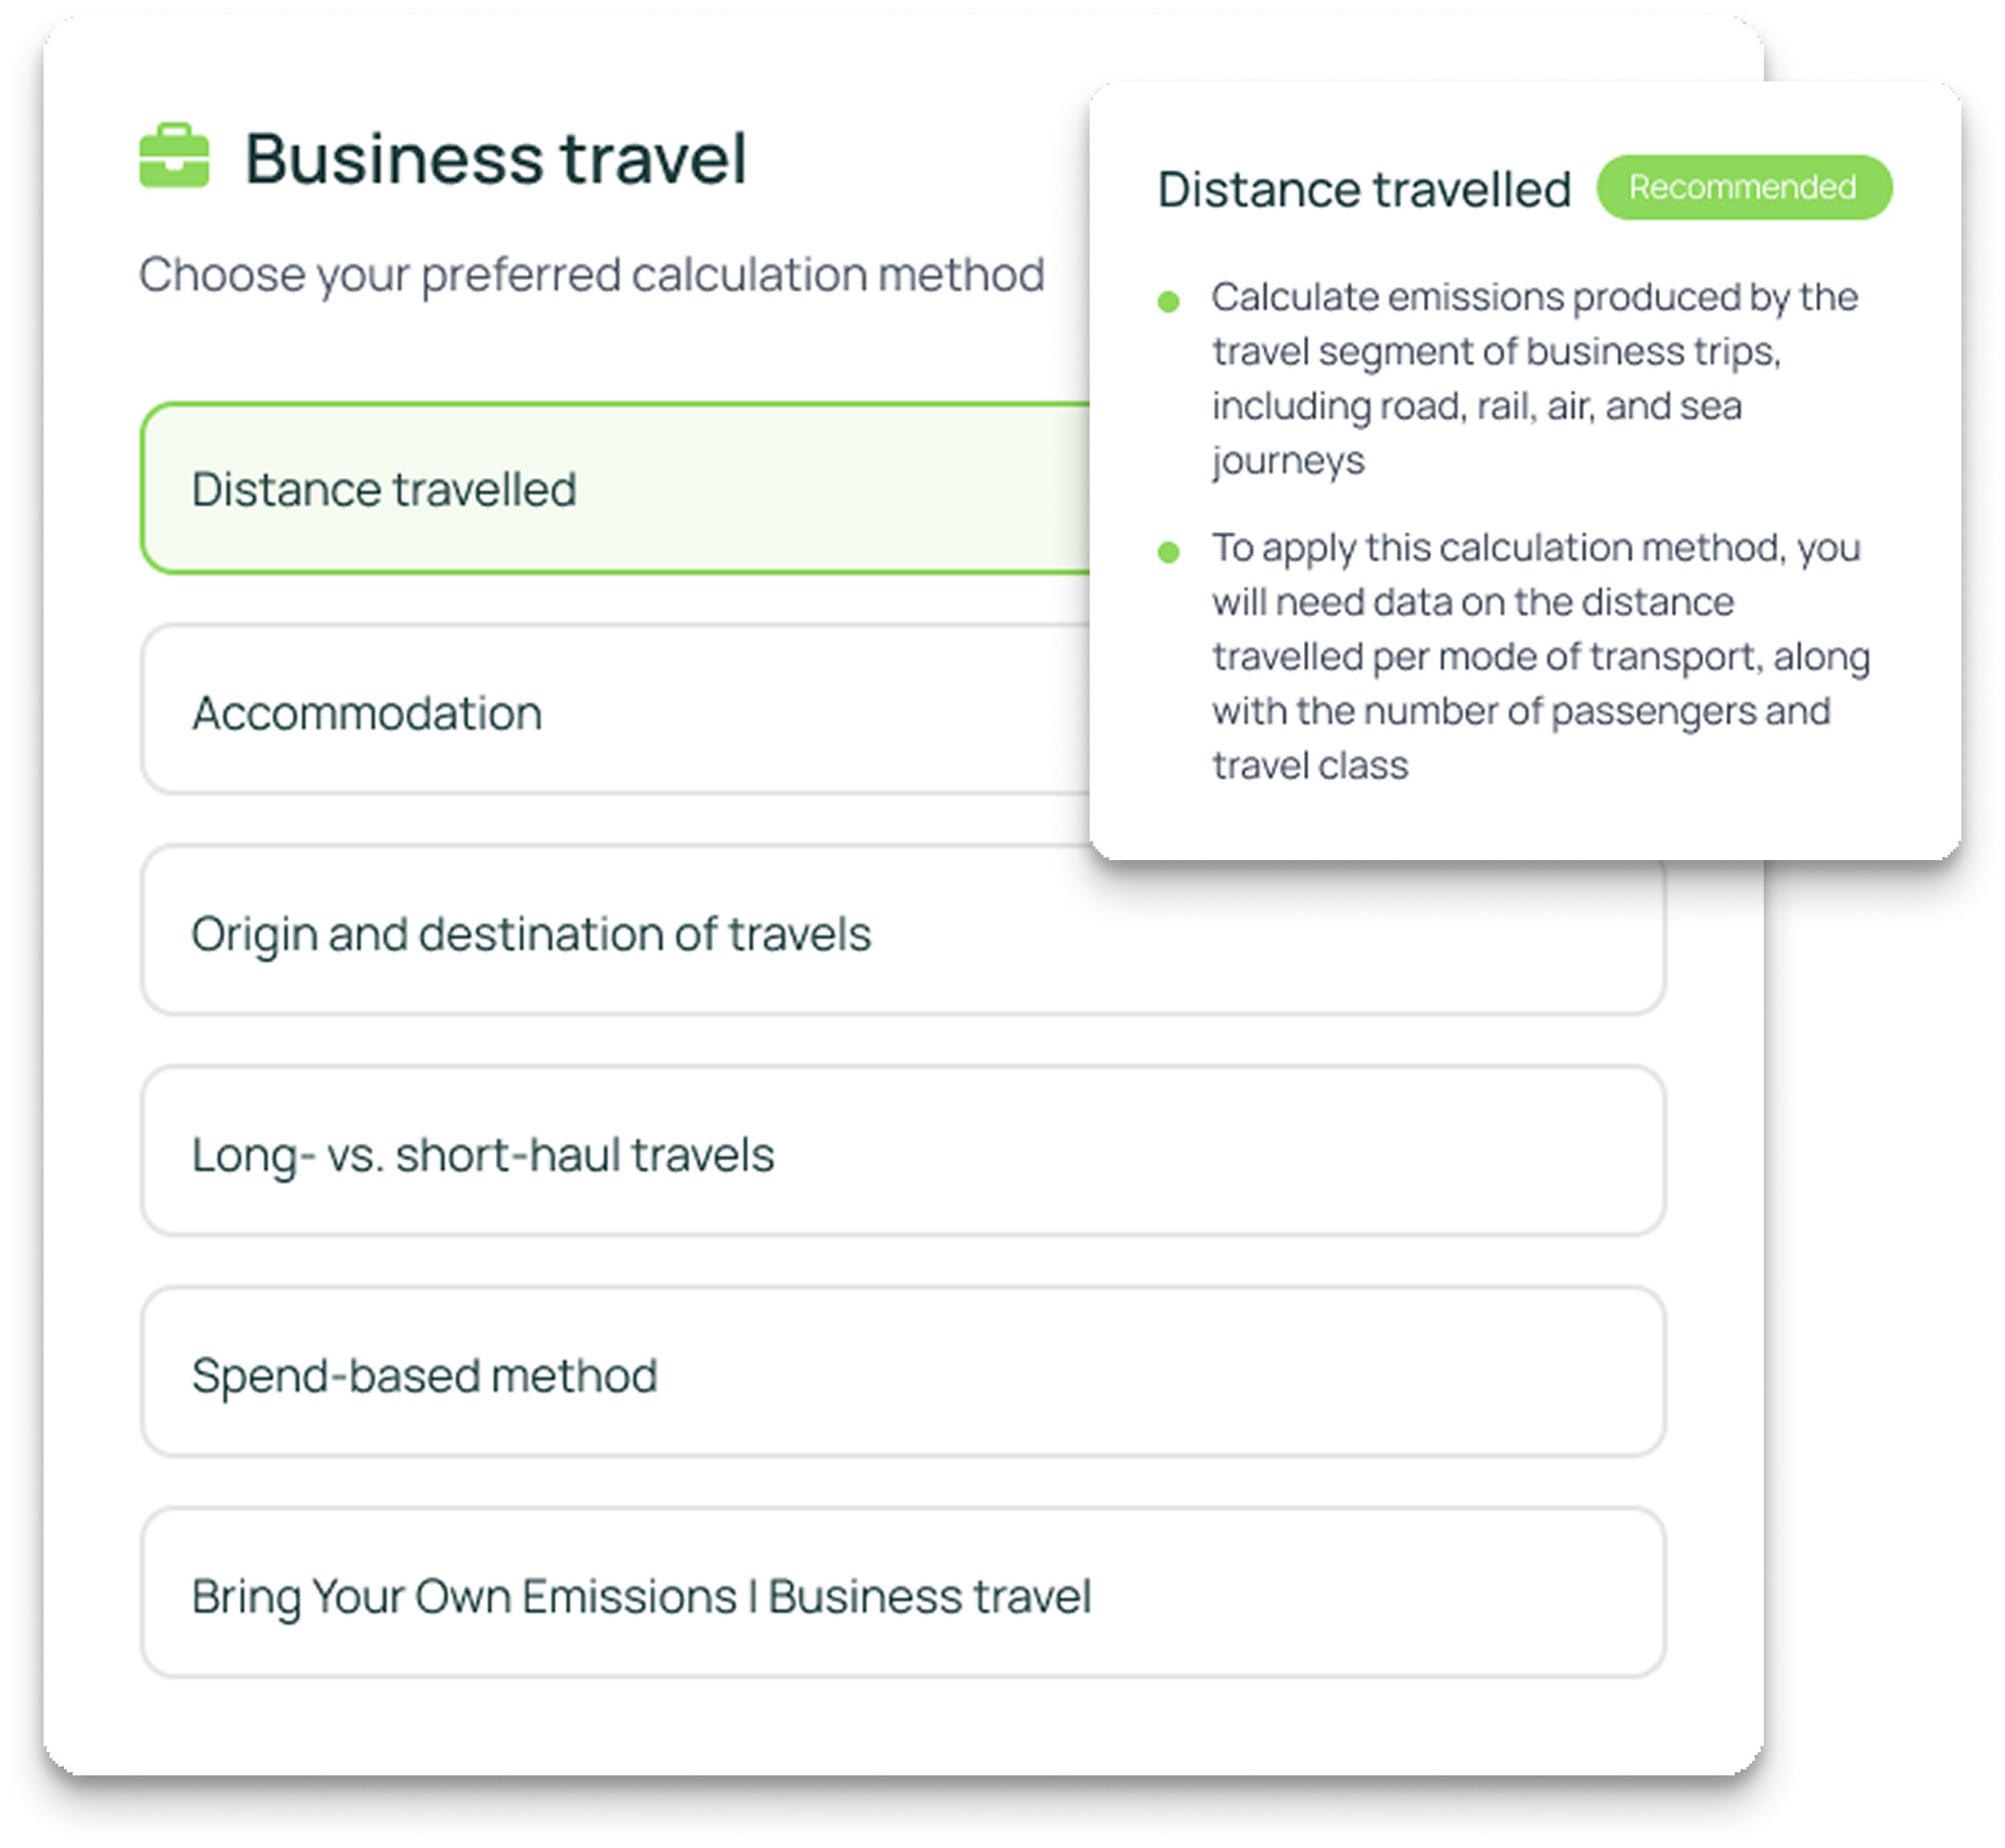 Business travel
Choose your preferred calculation method
Distance travelled
Accommodation
Origin and destination of travels
Long- vs. short-haul travels
Spend-based method
Bring Your Own Emissions | Business travel
Distance travelled Recommended
Calculate emissions produced by the
travel segment of business trips,
including road, rail, air, and sea
journeys
To apply this calculation method, you
will need data on the distance
travelled per mode of transport, along
with the number of passengers and
travel class